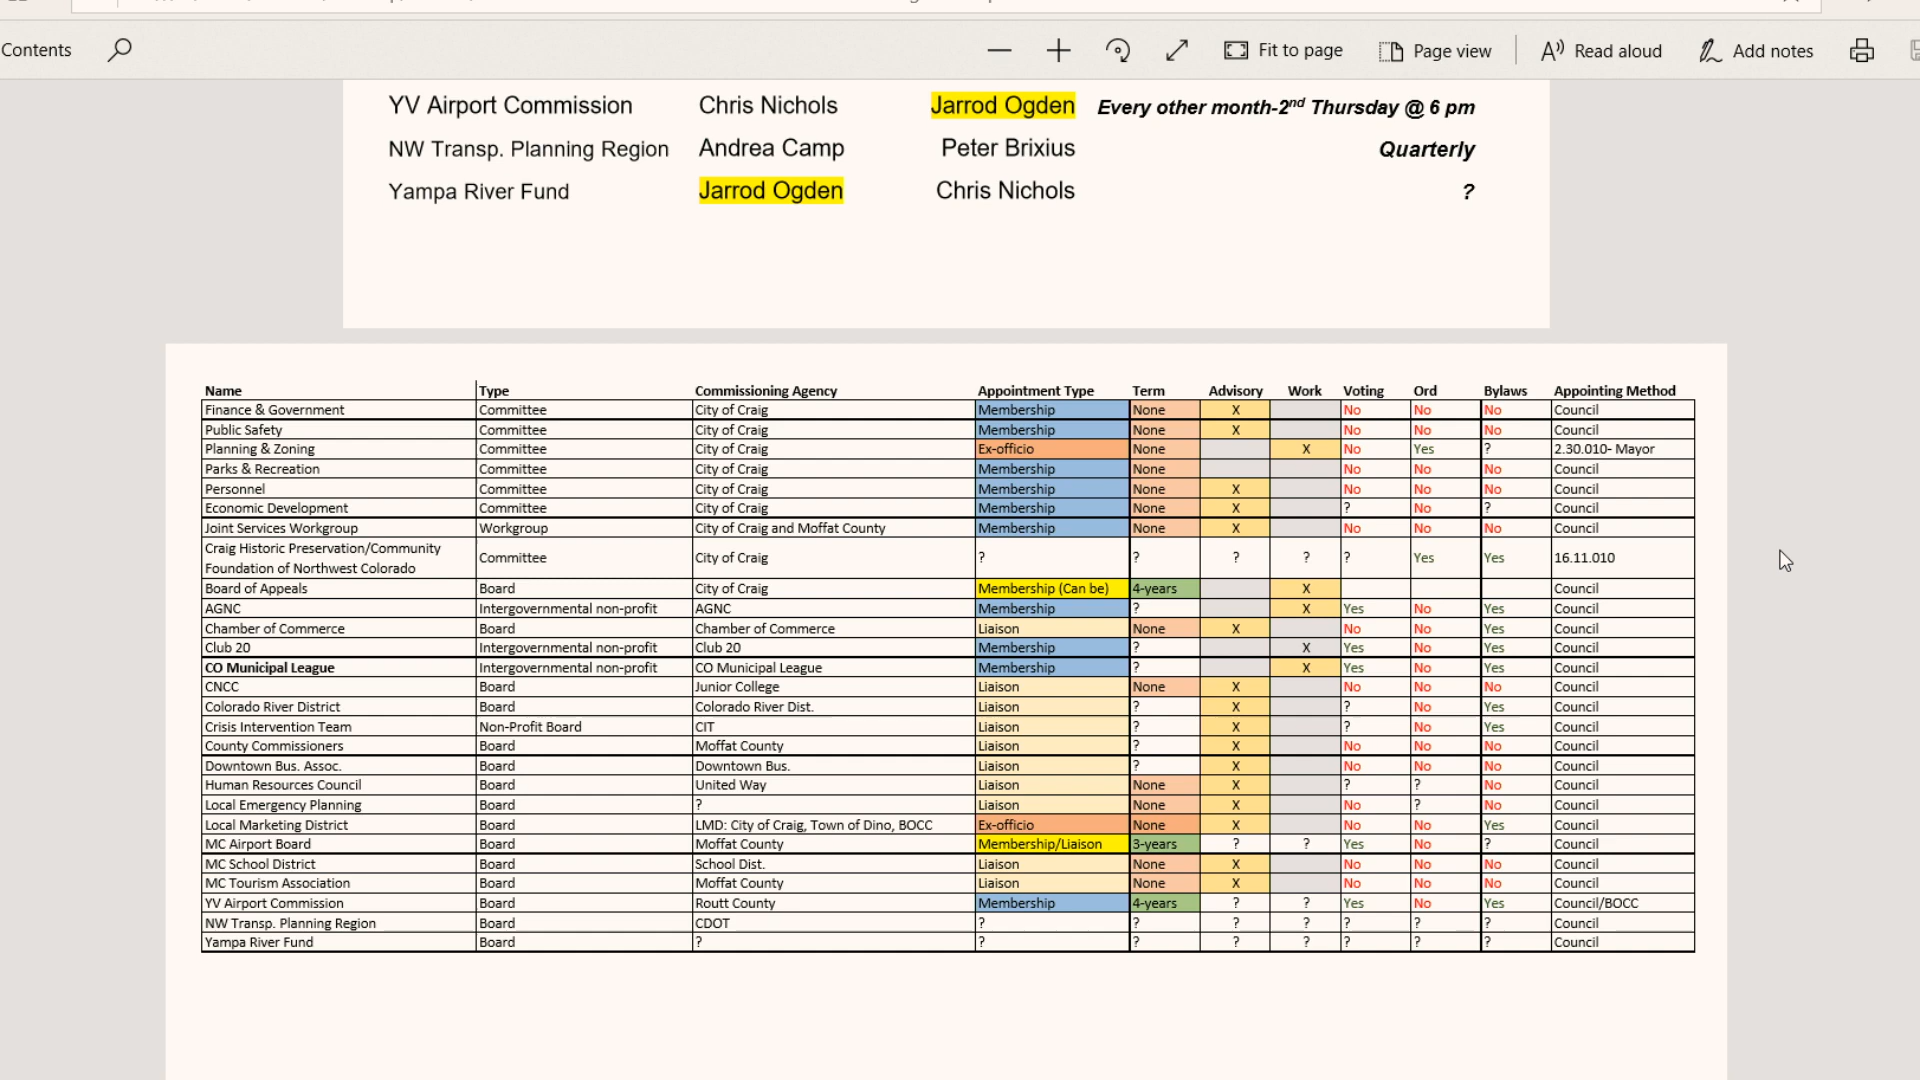 Contents Fit to page Page view Read aloud Add notes
YV Airport Commission Chris Nichols Jarrod Ogden Every other month-2nd Thursday @ 6 pm
NW Transp. Planning Region Andrea Camp Peter Brixius Quarterly
Yampa River Fund Jarrod Ogden Chris Nichols ?
Name Type Commissioning Agency Appointment Type Term Advisory Work Voting Ord Bylaws Appointing Method
Finance & Government Committee City of Craig Membership None X No No No Council
Public Safety Committee City of Craig Membership None X No No No Council
Planning & Zoning Committee City of Craig Ex-officio None X No Yes ? 2.30.010- Mayor
Parks & Recreation Committee City of Craig Membership None No No No Council
Personnel Committee City of Craig Membership None X No No No Council
Economic Development Committee City of Craig Membership None X ? No ? Council
Joint Services Workgroup Workgroup City of Craig and Moffat County Membership None X No No No Council
Craig Historic Preservation/Community
Foundation of Northwest Colorado Committee City of Craig ? ? ? ? ? Yes Yes 16.11.010
Board of Appeals Board City of Craig Membership (Can be) 4-years X Council
AGNC Intergovernmental non-profit AGNC Membership ? X Yes No Yes Council
Chamber of Commerce Board Chamber of Commerce Liaison None X No No Yes Council
Club 20 Intergovernmental non-profit Club 20 Membership ? X Yes No Yes Council
CO Municipal League Intergovernmental non-profit CO Municipal League Membership ? X Yes No Yes Council
CNCC Board Junior College Liaison None X No No No Council
Colorado River District Board Colorado River Dist. Liaison ? X ? No Yes Council
Crisis Intervention Team Non-Profit Board CIT Liaison ? X ? No Yes Council
County Commissioners Board Moffat County Liaison ? X No No No Council
Downtown Bus. Assoc. Board Downtown Bus. Liaison ? X No No No Council
Human Resources Council Board United Way Liaison None X ? ? No Council
Local Emergency Planning Board ? Liaison None X No ? No Council
Local Marketing District Board LMD: City of Craig, Town of Dino, BOCC Ex-officio None X No No Yes Council
MC Airport Board Board Moffat County Membership/Liaison 3-years ? ? Yes No ? Council
MC School District Board School Dist. Liaison None X No No No Council
MC Tourism Association Board Moffat County Liaison None X No No No Council
YV Airport Commission Board Routt County Membership 4-years ? ? Yes No Yes Council/BOCC
NW Transp. Planning Region Board CDOT ? ? ? ? ? ? ? Council
Yampa River Fund Board ? ? ? ? ? ? ? ? Council